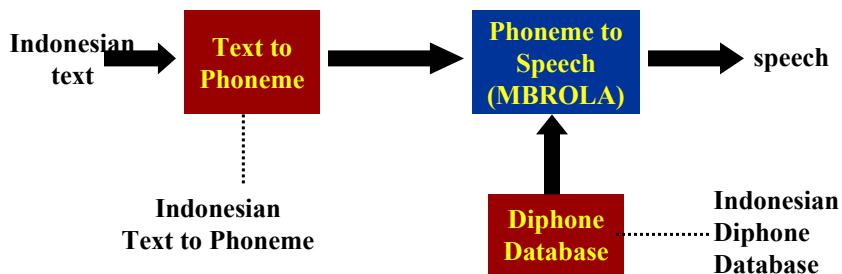 Indonesian
text
Text to
Phoneme
Phoneme to
Speech
(MBROLA)
speech
Indonesian
Text to Phoneme
Diphone
Database
Indonesian
Diphone
Database